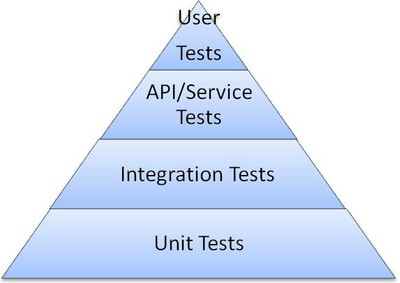 User
Tests
API/Service
Tests
Integration Tests
Unit Tests